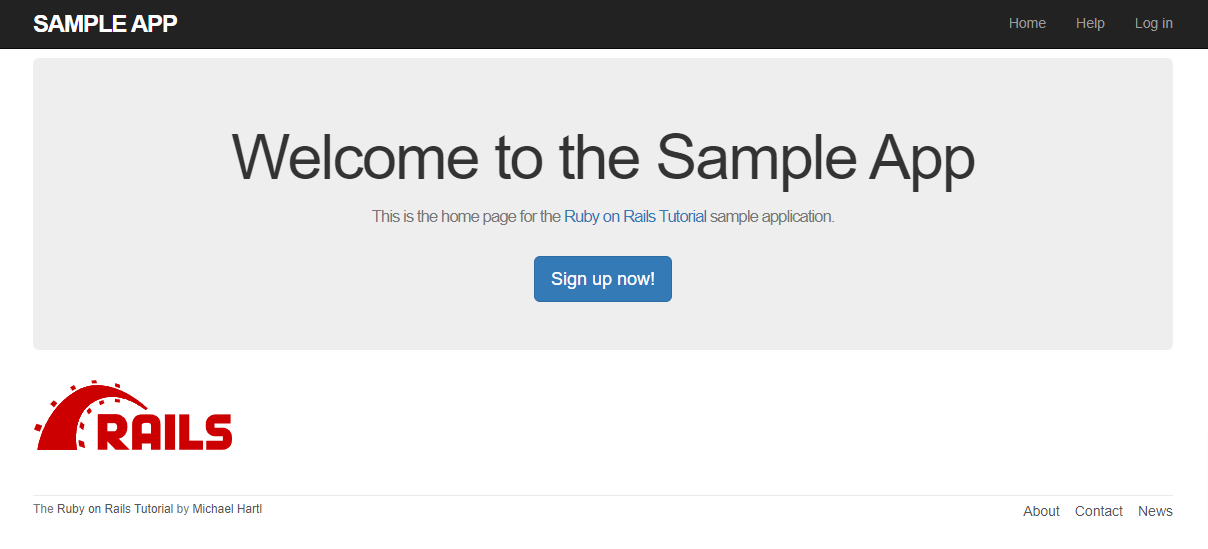 SAMPLE APP Home Help Log in
Welcome to the Sample App
This is the home page for the Ruby on Rails Tutorial sample application.
Sign up now!
RAILS
The Ruby on Rails Tutorial by Michael Hartl About Contact News